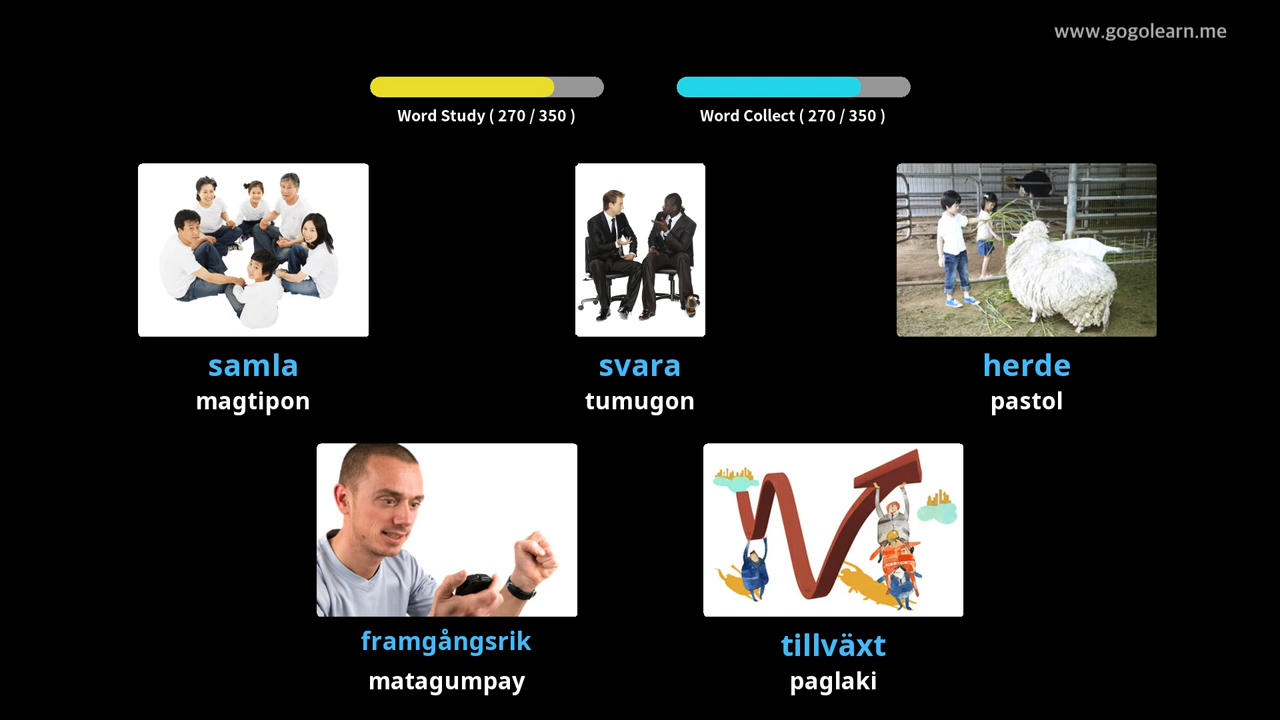 www.gogolearn.me
Word Study ( 270 / 350 )
Word Collect ( 270 / 350 )
samla
magtipon
svara
tumugon
herde
pastol
framgångsrik
matagumpay
tillväxt
paglaki